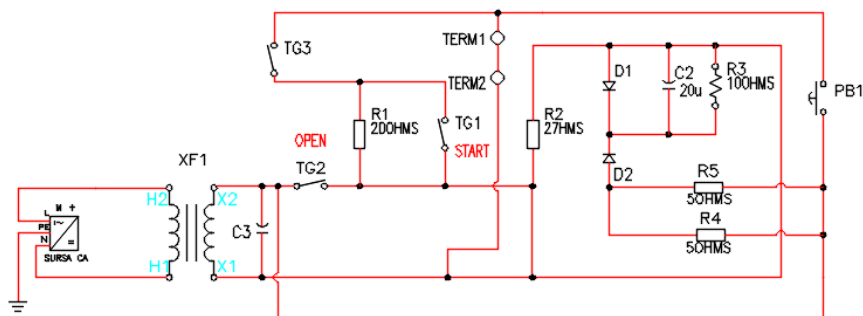 TG3
TERM1
TERM2
D1
C2
20u
R3
10OHMS
PB1
R1
20OHMS
TG1
START
R2
27HMS
OPEN
XF1
TG2
D2
R5
5OHMS
R4
5OHMS
H2
X2
C3
L
M +
PE
N
SURSA CA
H1
X1